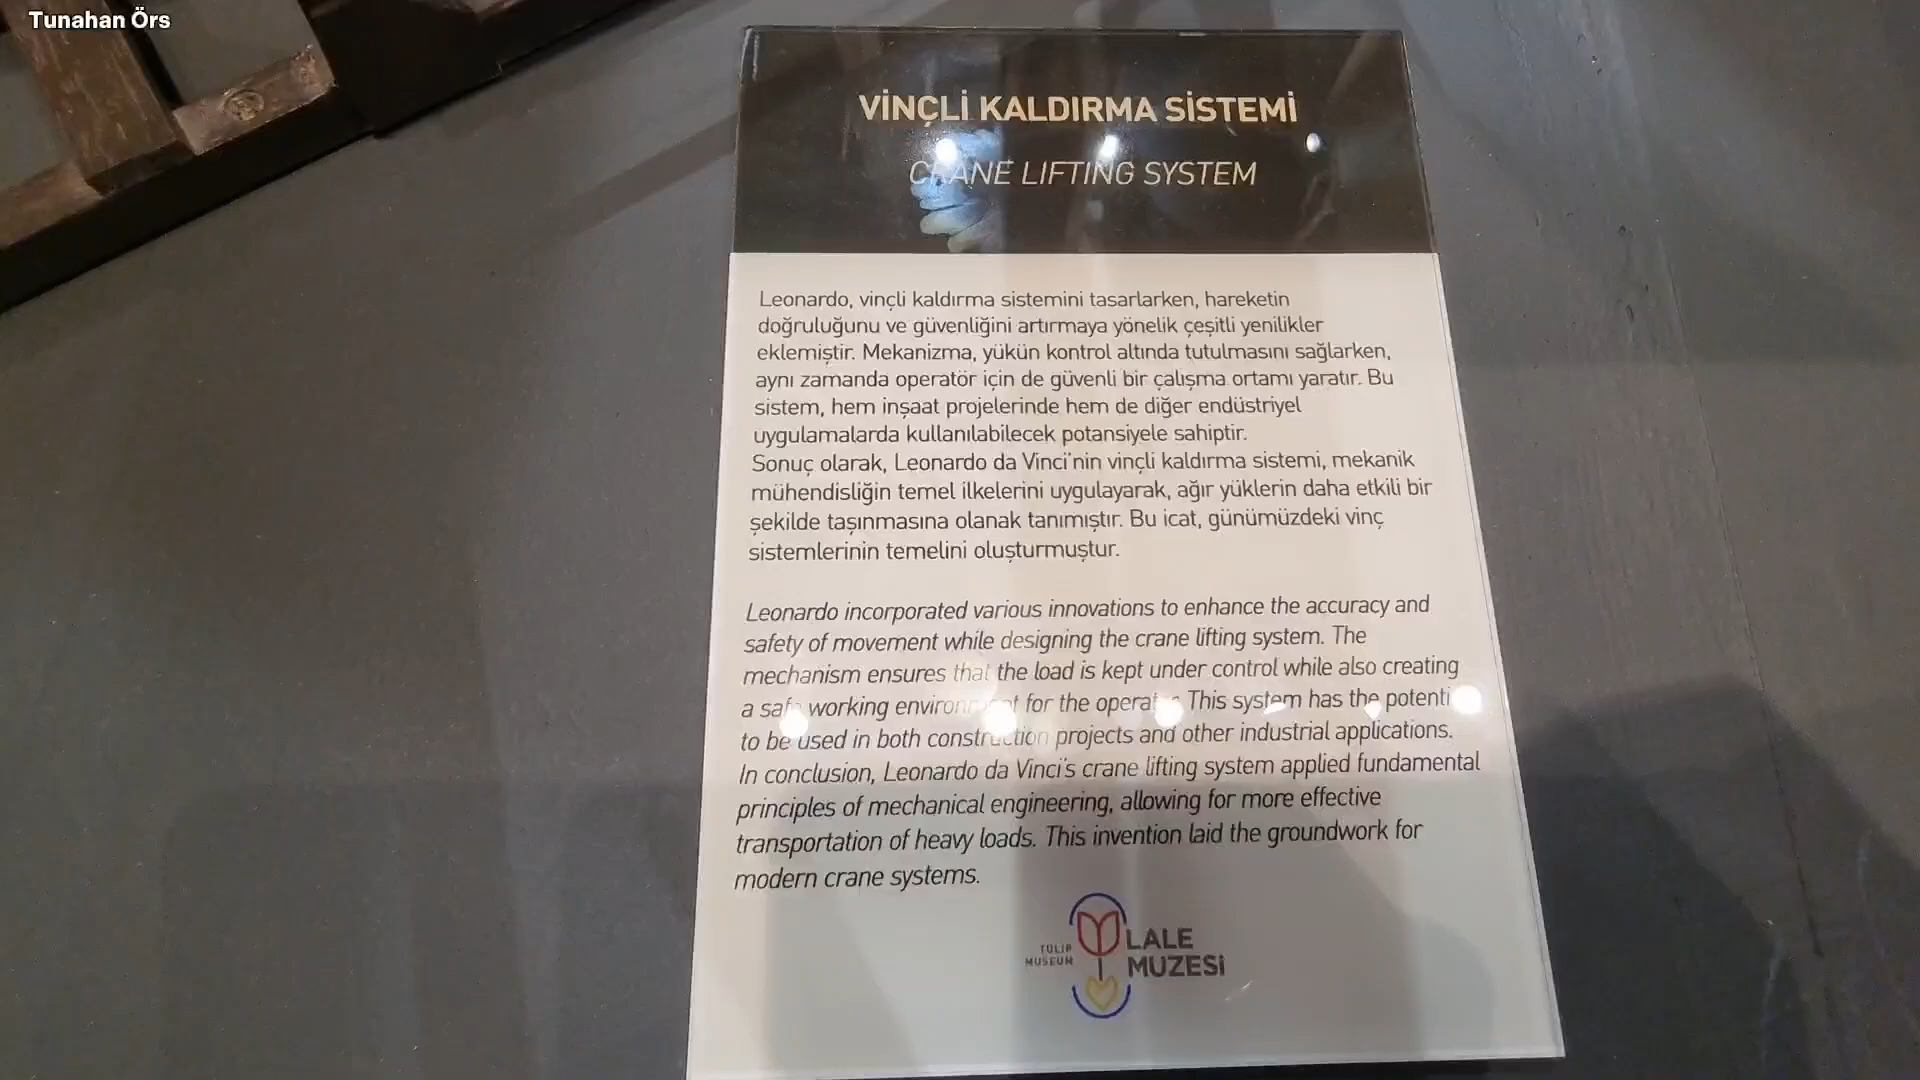 Tunahan Örs
VİNÇLİ KALDIRMA SİSTEMİ
CRANE LIFTING SYSTEM
Leonardo, vinçli kaldırma sistemini tasarlarken, hareketin
doğruluğunu ve güvenliğini artırmaya yönelik çeşitli yenilikler
eklemiştir. Mekanizma, yükün kontrol altında tutulmasını sağlarken,
aynı zamanda operatör için de güvenli bir çalışma ortamı yaratır. Bu
sistem, hem inşaat projelerinde hem de diğer endüstriyel
uygulamalarda kullanılabilecek potansiyele sahiptir.
Sonuç olarak, Leonardo da Vinci'nin vinçli kaldırma sistemi, mekanik
mühendisliğin temel ilkelerini uygulayarak, ağır yüklerin daha etkili bir
şekilde taşınmasına olanak tanımıştır. Bu icat, günümüzdeki vinç
sistemlerinin temelini oluşturmuştur.
Leonardo incorporated various innovations to enhance the accuracy and
safety of movement while designing the crane lifting system. The
mechanism ensures that the load is kept under control while also creating
a safe working environment for the operator. This system has the potential
to be used in both construction projects and other industrial applications.
In conclusion, Leonardo da Vinci's crane lifting system applied fundamental
principles of mechanical engineering, allowing for more effective
transportation of heavy loads. This invention laid the groundwork for
modern crane systems.
TULIP
MUSEUM
LALE
MÜZESİ